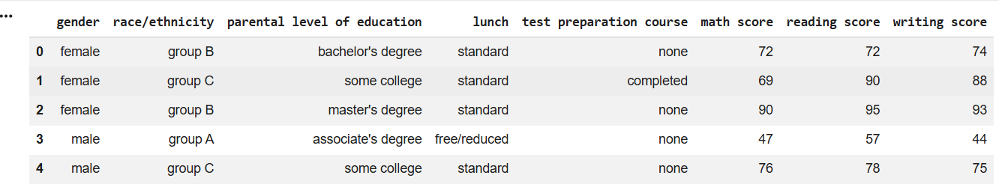 gender race/ethnicity parental level of education lunch test preparation course math score reading score writing score
0 female group B bachelor's degree standard none 72 72 74
1 female group C some college standard completed 69 90 88
2 female group B master's degree standard none 90 95 93
3 male group A associate's degree free/reduced none 47 57 44
4 male group C some college standard none 76 78 75